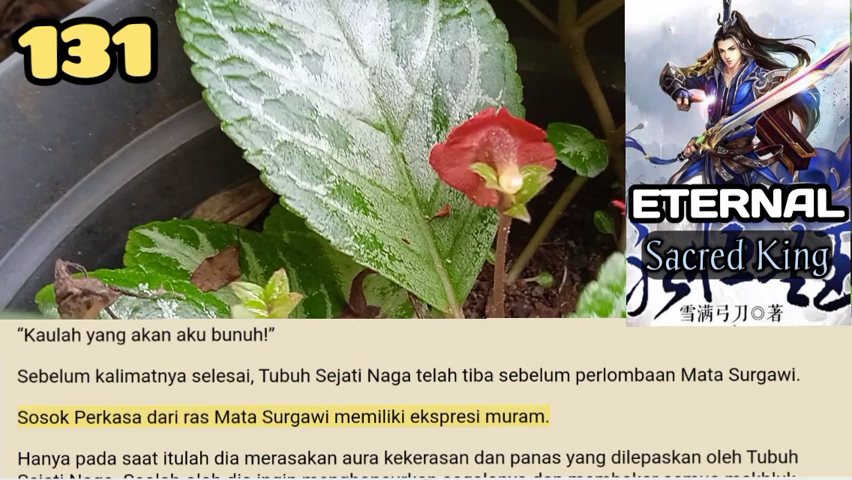 131
ETERNAL
Sacred King
雪满弓刀◎著
“Kaulah yang akan aku bunuh!”
Sebelum kalimatnya selesai, Tubuh Sejati Naga telah tiba sebelum perlombaan Mata Surgawi.
Sosok Perkasa dari ras Mata Surgawi memiliki ekspresi muram.
Hanya pada saat itulah dia merasakan aura kekerasan dan panas yang dilepaskan oleh Tubuh